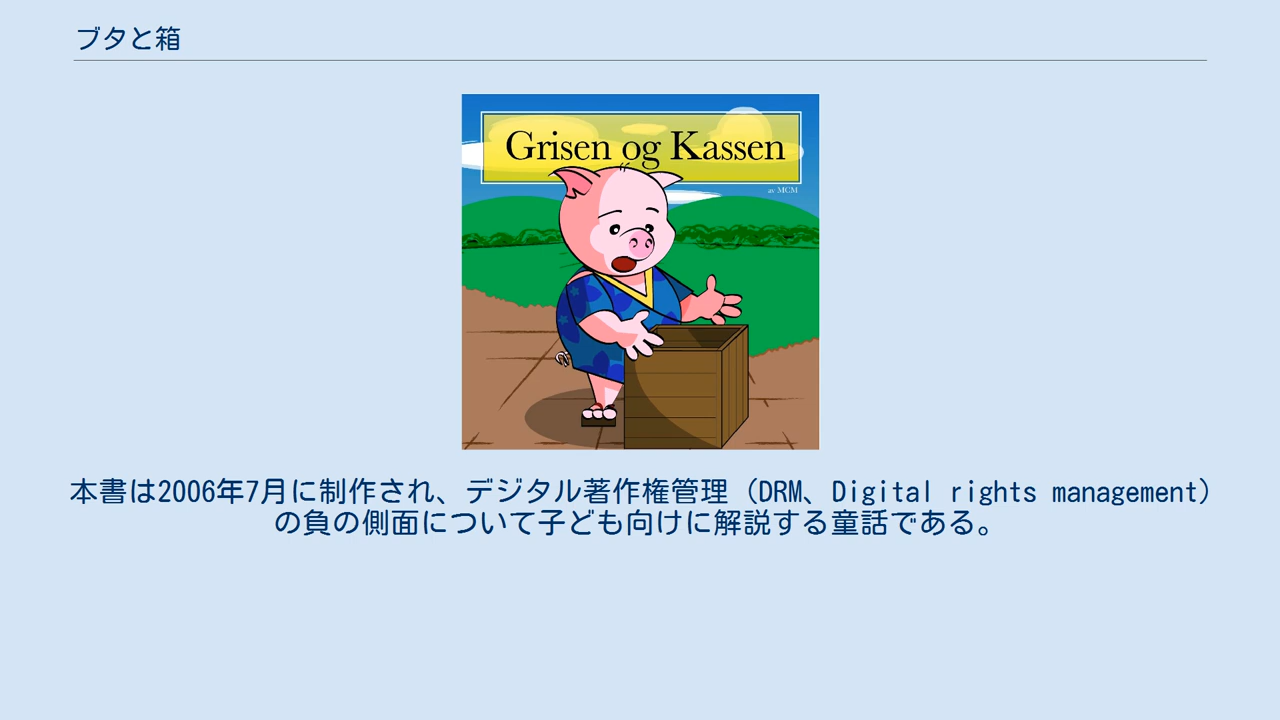 ブタと箱
Grisen og Kassen
av MCM
本書は2006年7月に制作され、デジタル著作権管理（DRM、Digital rights management）
の負の側面について子ども向けに解説する童話である。